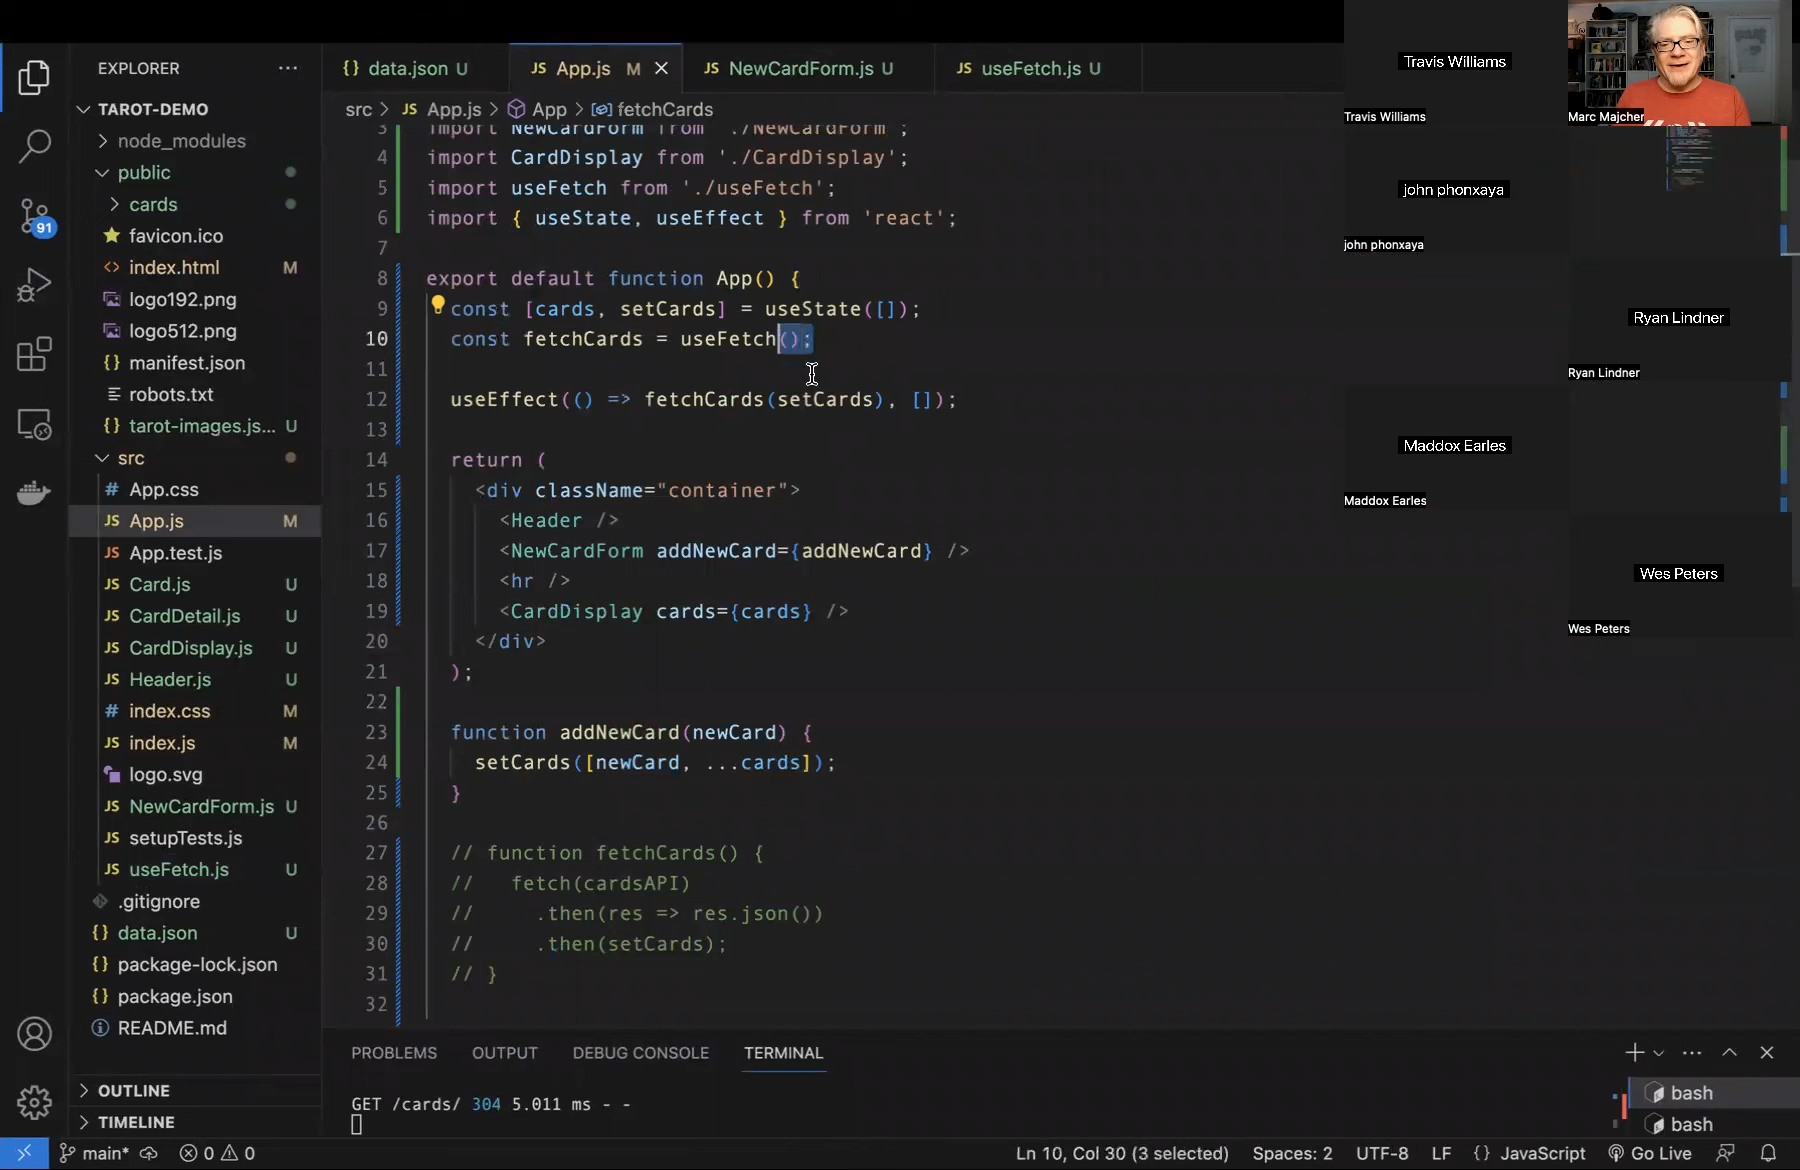 EXPLORER
TAROT-DEMO
node_modules
public
cards
favicon.ico
index.html M
logo192.png
logo512.png
manifest.json
robots.txt
tarot-images.js... U
src
App.css
App.js M
App.test.js
Card.js U
CardDetail.js U
CardDisplay.js U
Header.js U
index.css M
index.js M
logo.svg
NewCardForm.js U
setupTests.js
useFetch.js U
.gitignore
data.json U
package-lock.json
package.json
README.md
OUTLINE
TIMELINE
91
{} data.json U
JS App.js M
JS NewCardForm.js U
JS useFetch.js U
src > JS App.js > App > fetchCards
3 import NewCardForm from './NewCardForm';
4 import CardDisplay from './CardDisplay';
5 import useFetch from './useFetch';
6 import { useState, useEffect } from 'react';
7
8 export default function App() {
9 const [cards, setCards] = useState([]);
10 const fetchCards = useFetch();
11
12 useEffect(() => fetchCards(setCards), []);
13
14 return (
15 <div className="container">
16 <Header />
17 <NewCardForm addNewCard={addNewCard} />
18 <hr />
19 <CardDisplay cards={cards} />
20 </div>
21 );
22
23 function addNewCard(newCard) {
24 setCards([newCard, ...cards]);
25 }
26
27 // function fetchCards() {
28 // fetch(cardsAPI)
29 // .then(res => res.json())
30 // .then(setCards);
31 // }
32
PROBLEMS OUTPUT DEBUG CONSOLE TERMINAL
GET /cards/ 304 5.011 ms - -
bash
bash
main* 0 0
Ln 10, Col 30 (3 selected) Spaces: 2 UTF-8 LF {} JavaScript Go Live
Travis Williams
Travis Williams
Marc Majcher
john phonxaya
john phonxaya
Ryan Lindner
Ryan Lindner
Maddox Earles
Maddox Earles
Wes Peters
Wes Peters